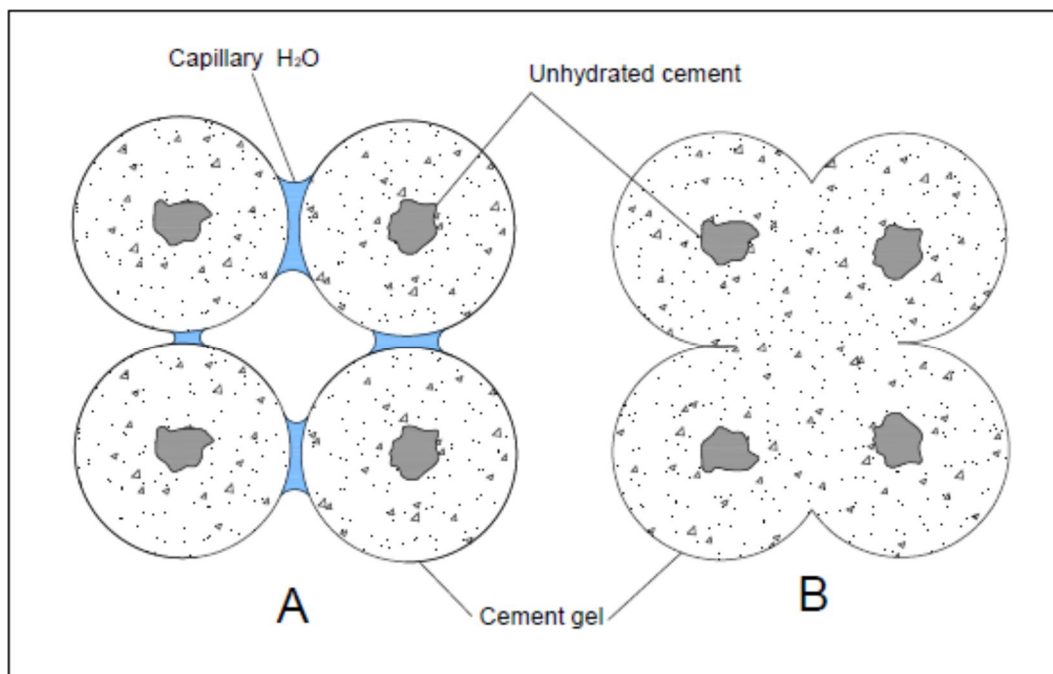 Capillary H₂O
Unhydrated cement
A
B
Cement gel